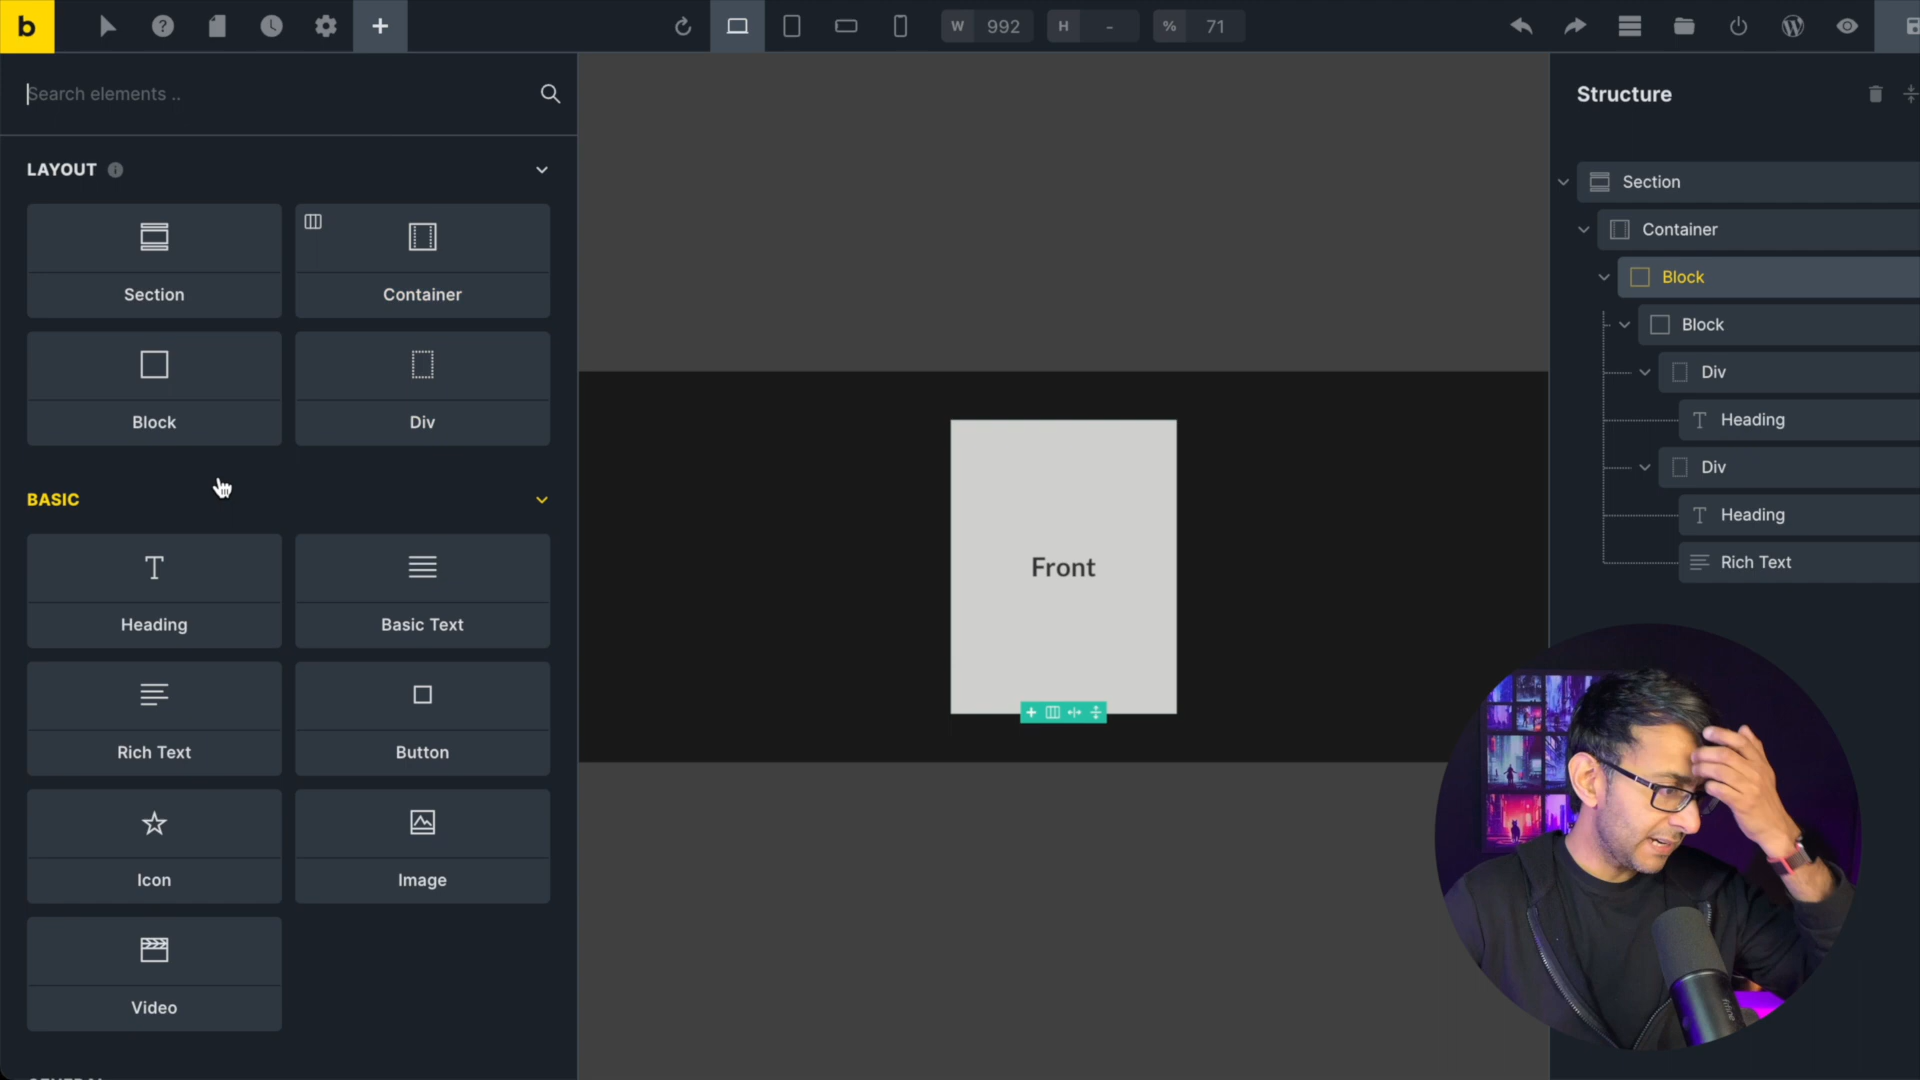 b
W 992 H - % 71
Search elements ..
LAYOUT
Section
Container
Block
Div
BASIC
Heading
Basic Text
Rich Text
Button
Icon
Image
Video
Front
Structure
Section
Container
Block
Block
Div
Heading
Div
Heading
Rich Text